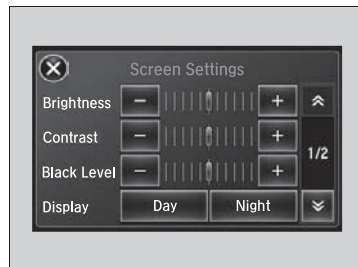 Screen Settings
Brightness − +
Contrast − +
1/2
Black Level − +
Display Day Night